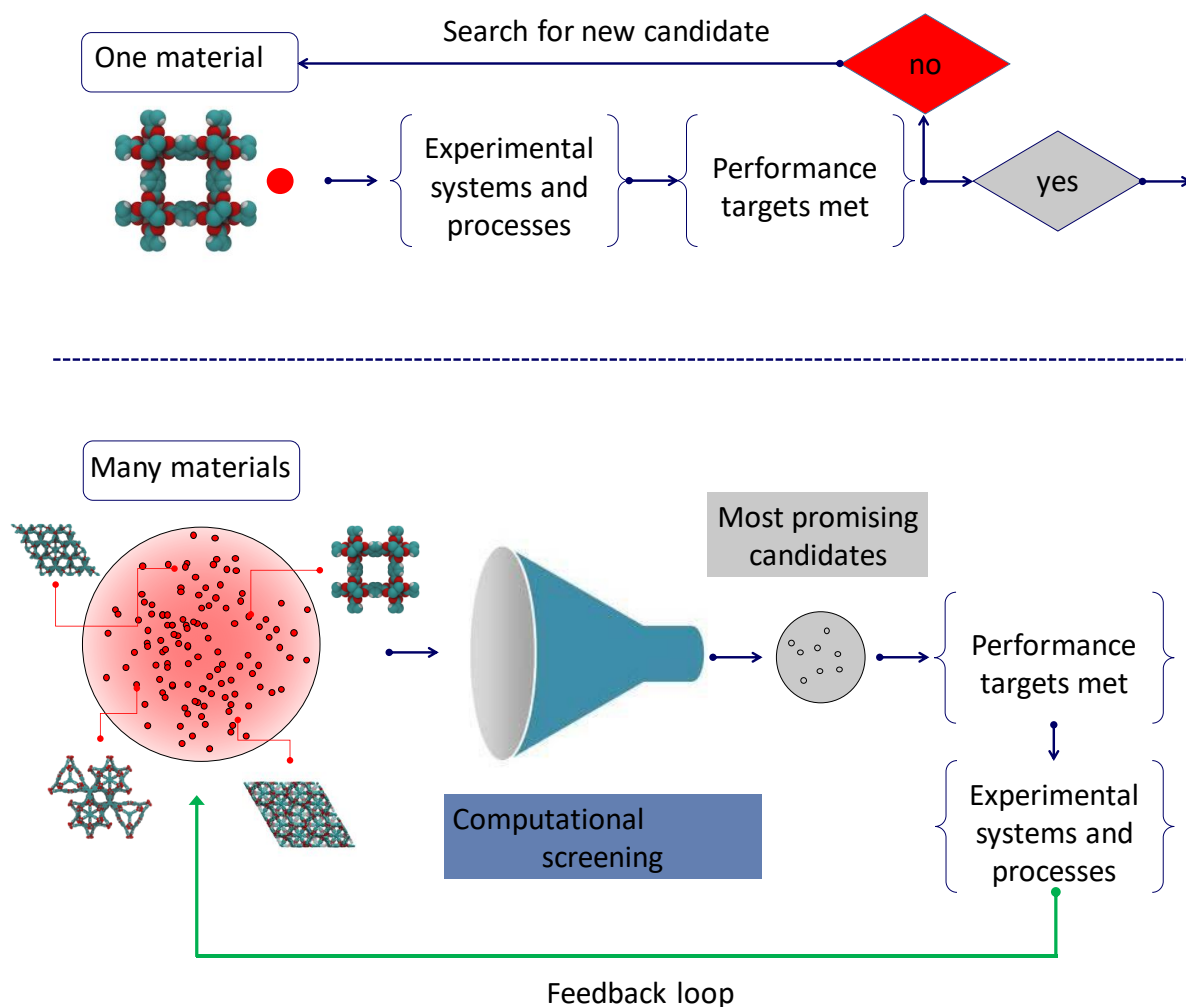 Search for new candidate
One material
no
Experimental
systems and
processes
Performance
targets met
yes
Many materials
Most promising
candidates
Performance
targets met
Computational
screening
Experimental
systems and
processes
Feedback loop